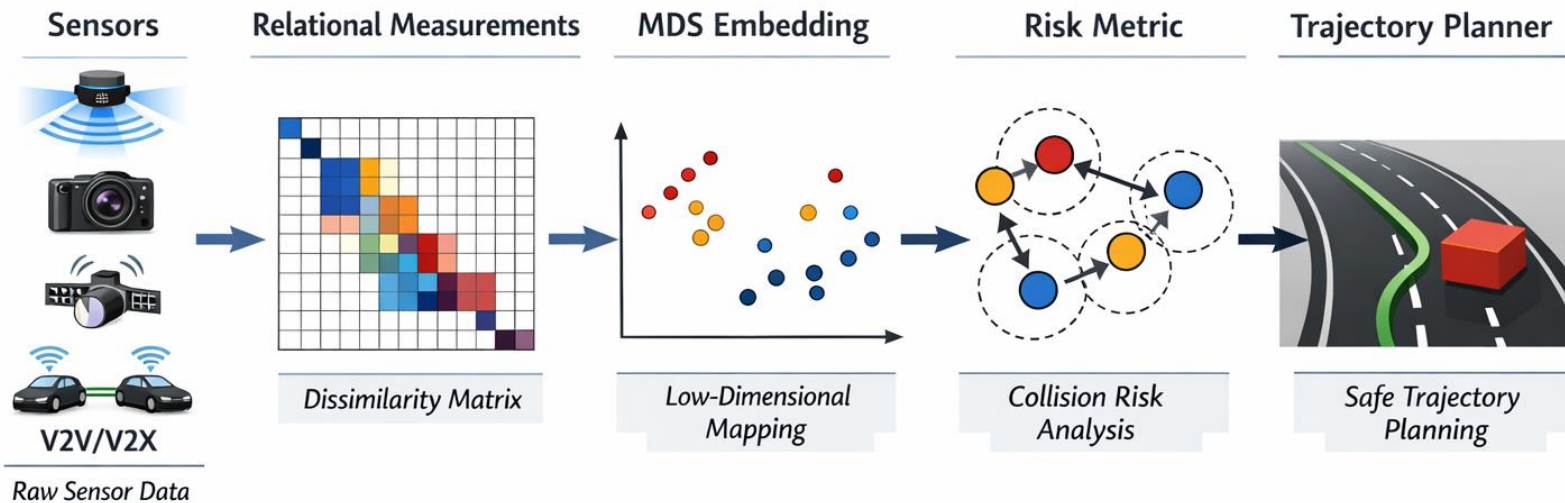 Sensors
Relational Measurements
MDS Embedding
Risk Metric
Trajectory Planner
Dissimilarity Matrix
Low-Dimensional
Mapping
Collision Risk
Analysis
Safe Trajectory
Planning
V2V/V2X
Raw Sensor Data